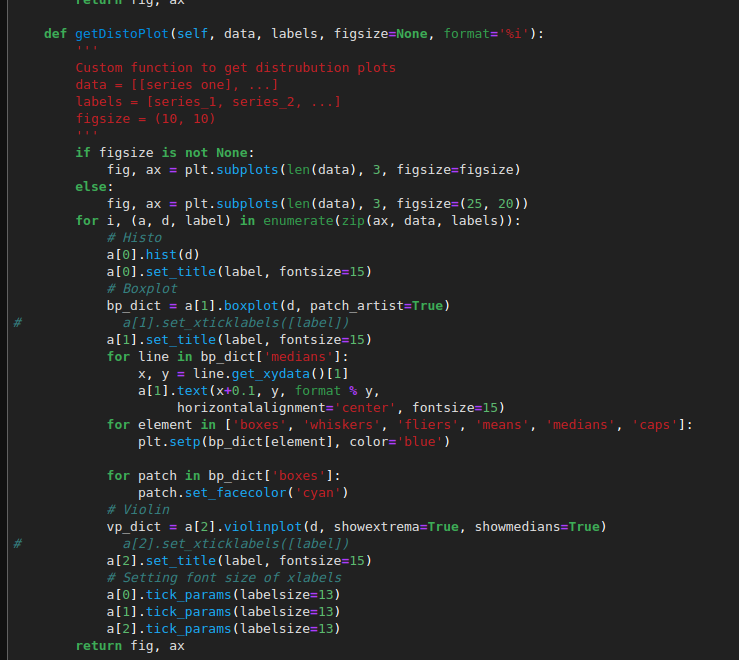 return fig, ax
    def getDistoPlot(self, data, labels, figsize=None, format='%i'):
        '''
        Custom function to get distrubution plots
        data = [[series one], ...]
        labels = [series_1, series_2, ...]
        figsize = (10, 10)
        '''
        if figsize is not None:
            fig, ax = plt.subplots(len(data), 3, figsize=figsize)
        else:
            fig, ax = plt.subplots(len(data), 3, figsize=(25, 20))
        for i, (a, d, label) in enumerate(zip(ax, data, labels)):
            # Histo
            a[0].hist(d)
            a[0].set_title(label, fontsize=15)
            # Boxplot
            bp_dict = a[1].boxplot(d, patch_artist=True)
#             a[1].set_xticklabels([label])
            a[1].set_title(label, fontsize=15)
            for line in bp_dict['medians']:
                x, y = line.get_xydata()[1]
                a[1].text(x+0.1, y, format % y,
                     horizontalalignment='center', fontsize=15)
            for element in ['boxes', 'whiskers', 'fliers', 'means', 'medians', 'caps']:
                plt.setp(bp_dict[element], color='blue')
            for patch in bp_dict['boxes']:
                patch.set_facecolor('cyan')
            # Violin
            vp_dict = a[2].violinplot(d, showextrema=True, showmedians=True)
#             a[2].set_xticklabels([label])
            a[2].set_title(label, fontsize=15)
            # Setting font size of xlabels
            a[0].tick_params(labelsize=13)
            a[1].tick_params(labelsize=13)
            a[2].tick_params(labelsize=13)
        return fig, ax